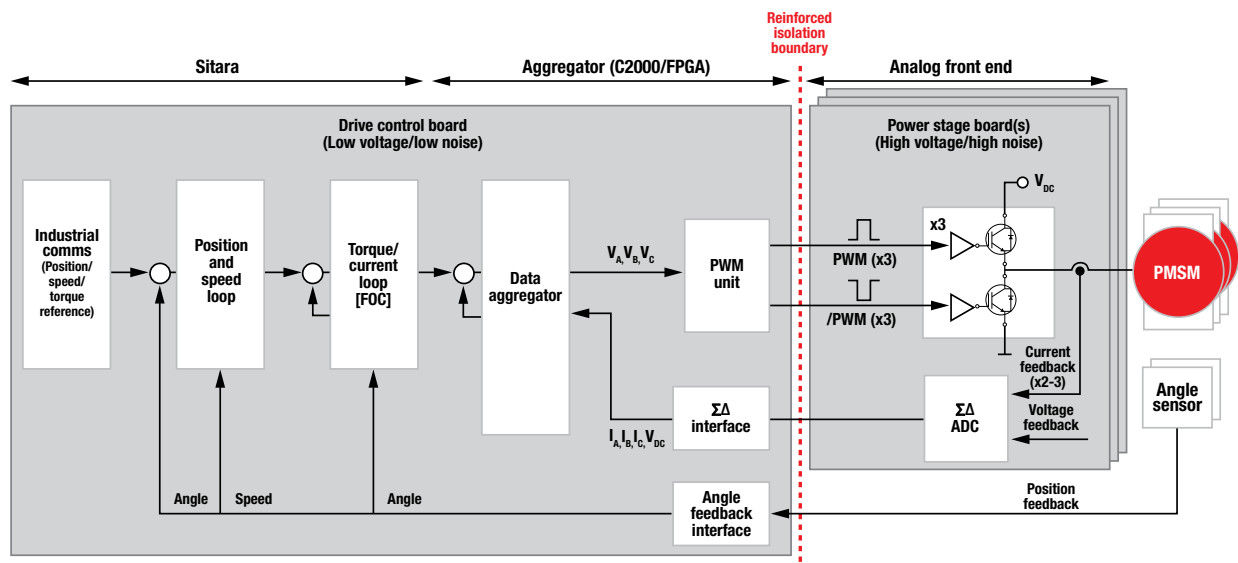 Reinforced
isolation
boundary
Sitara
Aggregator (C2000/FPGA)
Analog front end
Drive control board
(Low voltage/low noise)
Power stage board(s)
(High voltage/high noise)
Industrial
comms
(Position/
speed/
torque
reference)
Position
and
speed
loop
Torque/
current
loop
[FOC]
Data
aggregator
VA,VB,VC
PWM
unit
PWM (x3)
/PWM (x3)
x3
VDC
PMSM
Current
feedback
(x2-3)
ΣΔ
interface
IA,IB,IC,VDC
ΣΔ
ADC
Voltage
feedback
Angle
sensor
Angle
Speed
Angle
Angle
feedback
interface
Position
feedback